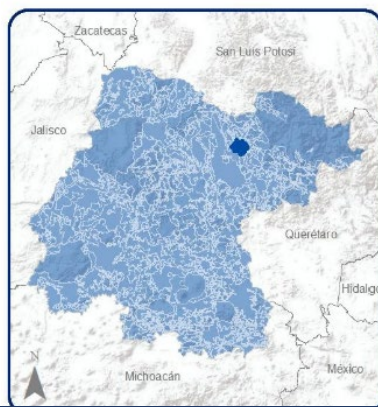 Zacatecas
San Luis Potosí
Jalisco
Querétaro
Hidalgo
N
México
Michoacán